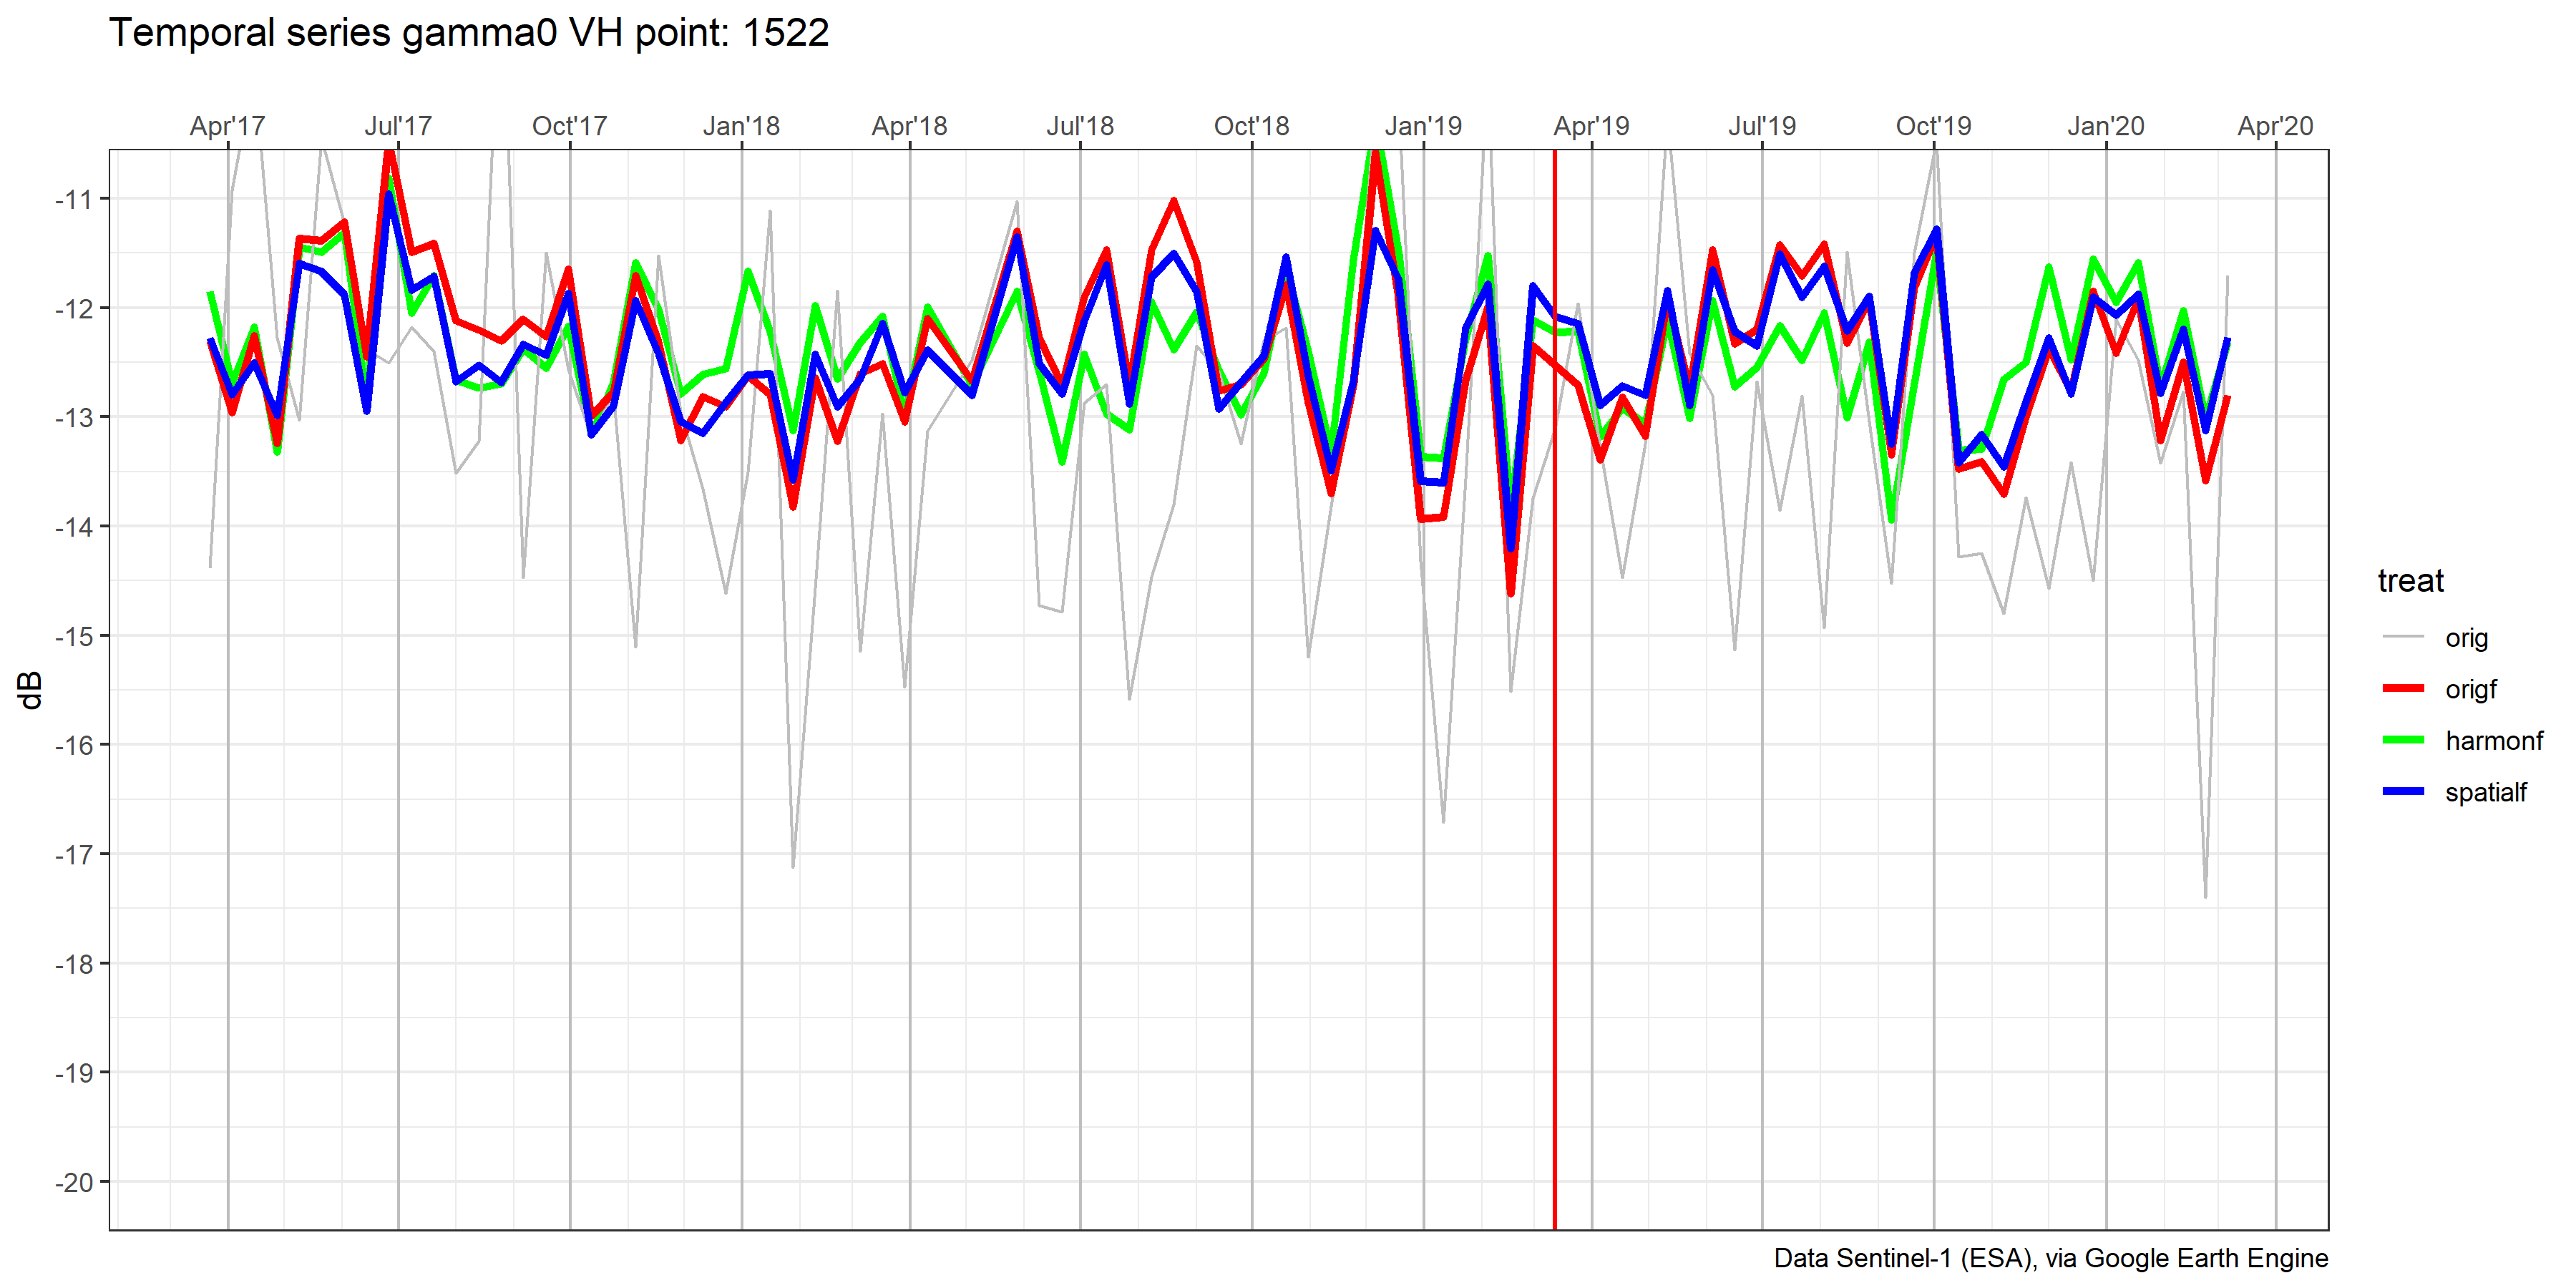 Temporal series gamma0 VH point: 1522
Apr'17 Jul'17 Oct'17 Jan'18 Apr'18 Jul'18 Oct'18 Jan'19 Apr'19 Jul'19 Oct'19 Jan'20 Apr'20
-11
-12
-13
-14
-15
-16
-17
-18
-19
-20
dB
treat
orig
origf
harmonf
spatialf
Data Sentinel-1 (ESA), via Google Earth Engine